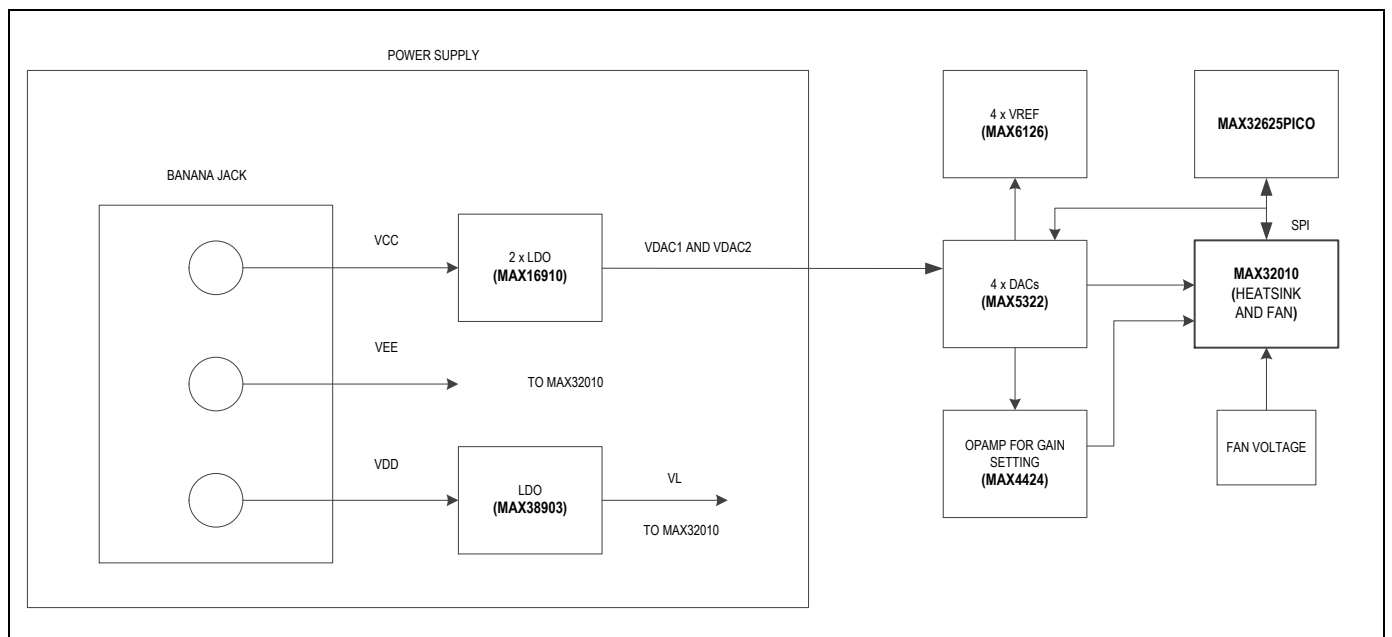 POWER SUPPLY
BANANA JACK
VCC
2 x LDO
(MAX16910)
VDAC1 AND VDAC2
VEE
TO MAX32010
VDD
LDO
(MAX38903)
VL
TO MAX32010
4 x VREF
(MAX6126)
MAX32625PICO
SPI
4 x DACs
(MAX5322)
MAX32010
(HEATSINK
AND FAN)
OPAMP FOR GAIN
SETTING
(MAX4424)
FAN VOLTAGE